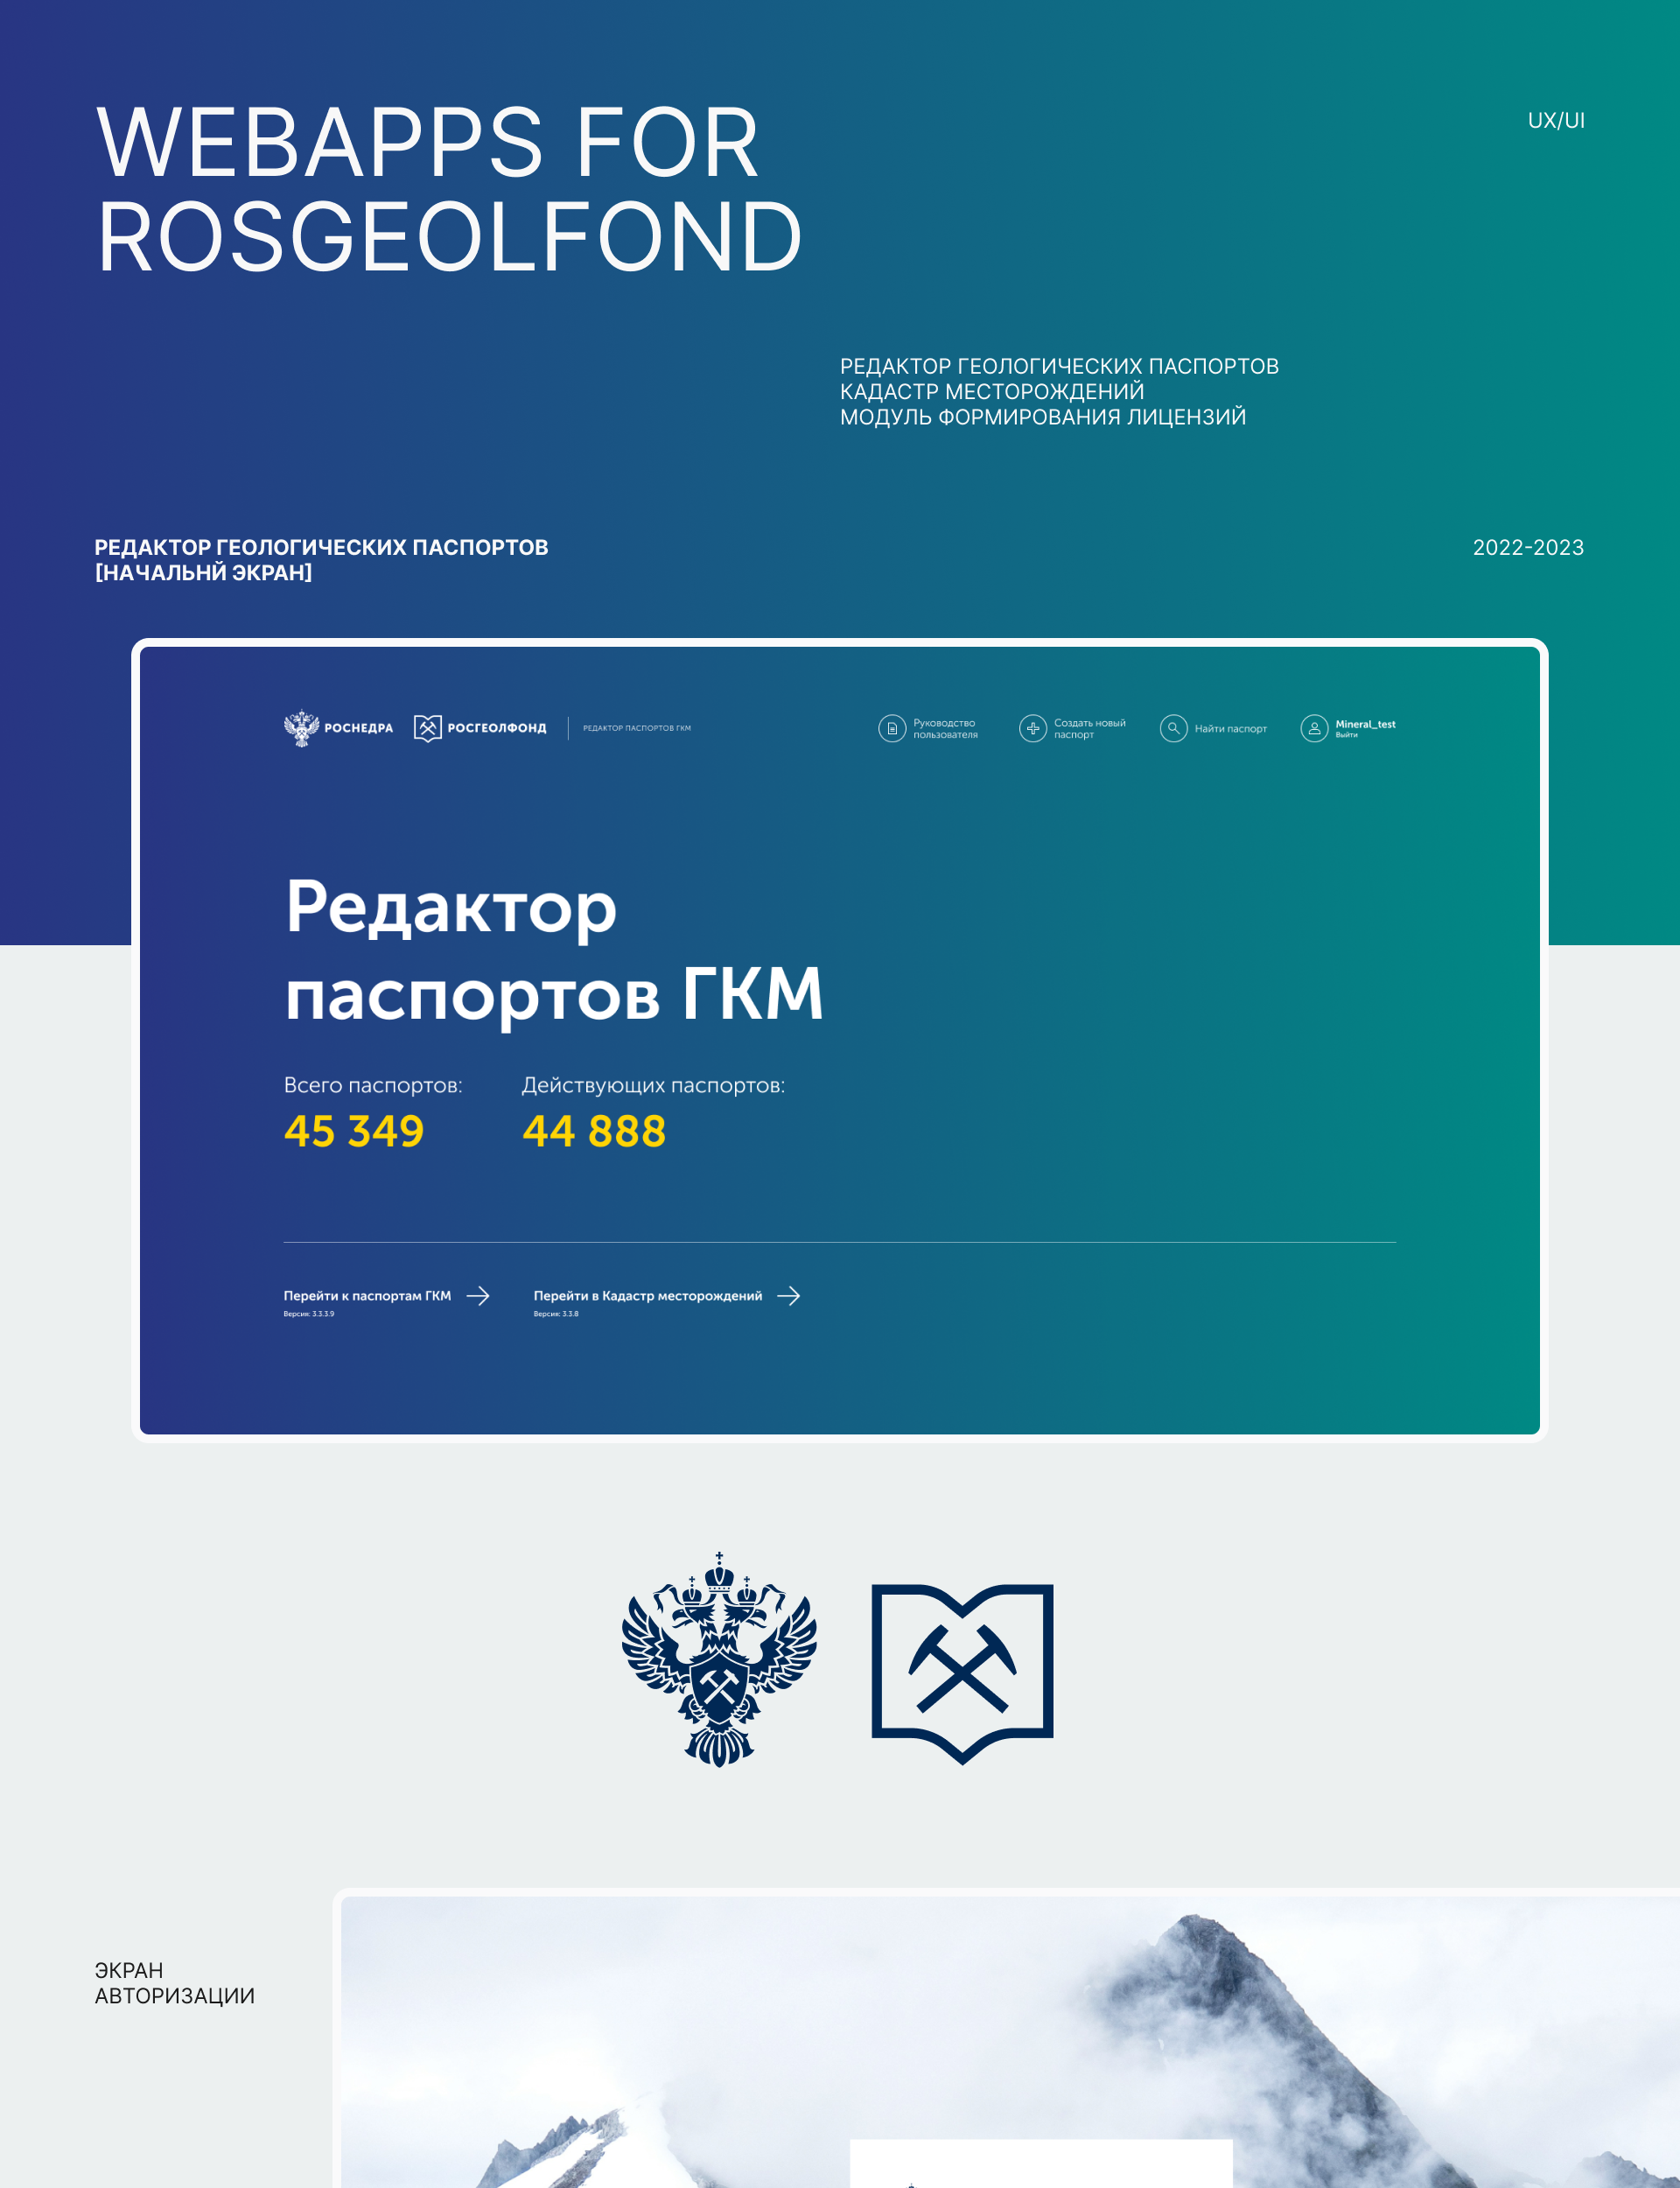 WEBAPPS FOR
ROSGEOLFOND
UX/UI
РЕДАКТОР ГЕОЛОГИЧЕСКИХ ПАСПОРТОВ
КАДАСТР МЕСТОРОЖДЕНИЙ
МОДУЛЬ ФОРМИРОВАНИЯ ЛИЦЕНЗИЙ
РЕДАКТОР ГЕОЛОГИЧЕСКИХ ПАСПОРТОВ
[НАЧАЛЬНЙ ЭКРАН]
2022-2023
РОСНЕДРА
РОСГЕОЛФОНД
РЕДАКТОР ПАСПОРТОВ ГКМ
Руководство
пользователя
Создать новый
паспорт
Найти паспорт
Mineral_test
Выйти
Редактор
паспортов ГКМ
Всего паспортов:
45 349
Действующих паспортов:
44 888
Перейти к паспортам ГКМ
Версия: 3.3.3.9
Перейти в Кадастр месторождений
Версия: 3.3.8
ЭКРАН
АВТОРИЗАЦИИ